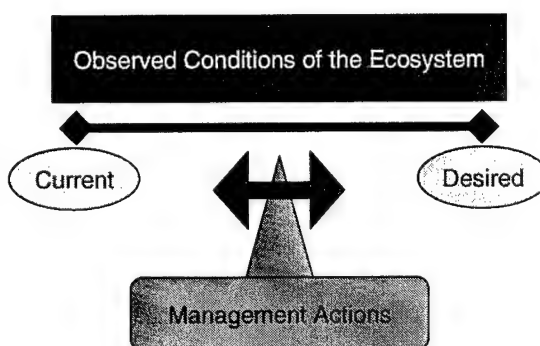 Observed Conditions of the Ecosystem
Current
Desired
Management Actions